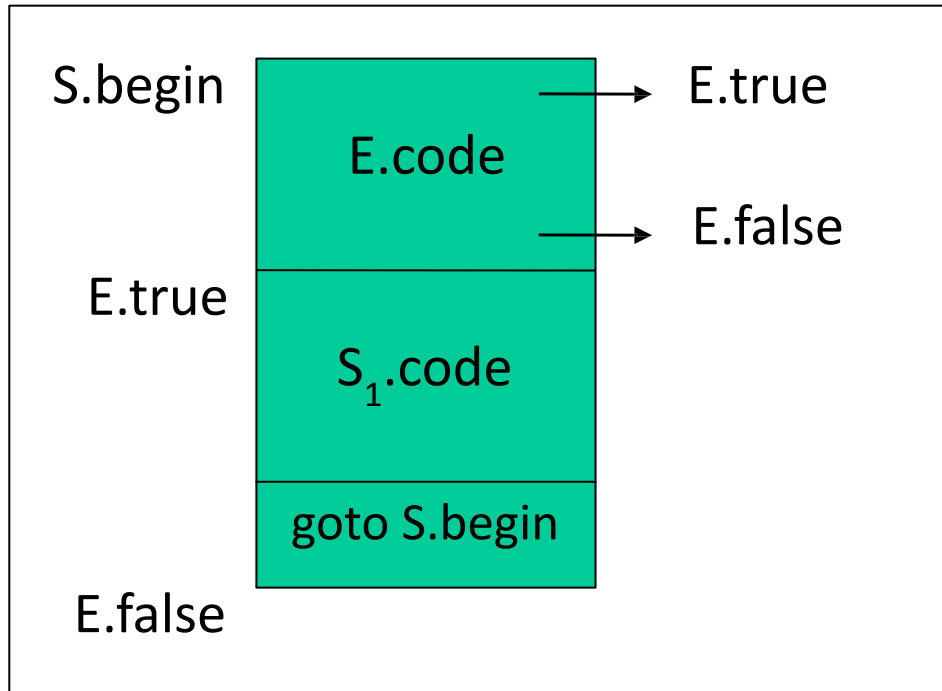 S.begin
E.true
E.code
E.false
E.true
S₁.code
goto S.begin
E.false